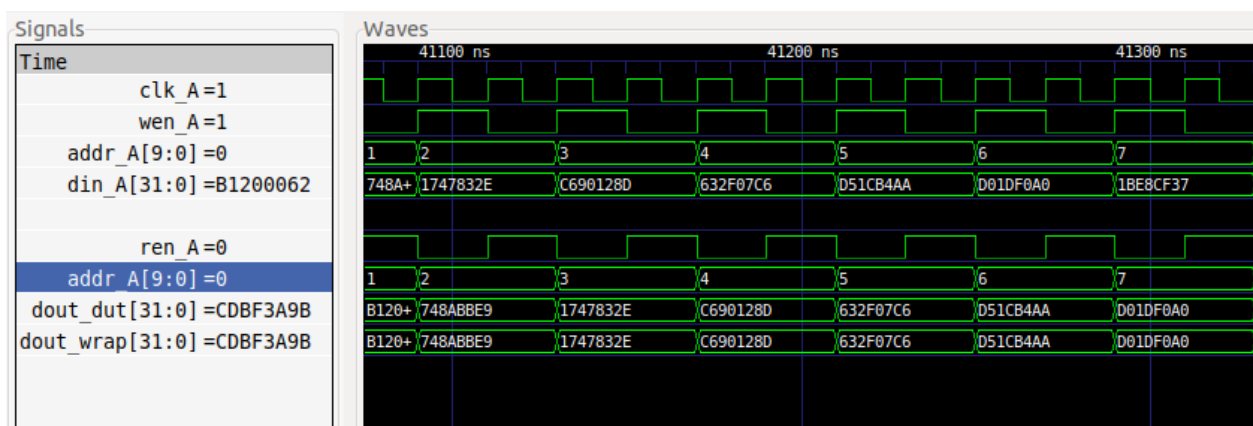 Signals
Waves
Time
41100 ns 41200 ns 41300 ns
clk_A=1
wen_A=1
addr_A[9:0]=0 1 2 3 4 5 6 7
din_A[31:0]=B1200062 748A+ 1747832E C690128D 632F07C6 D51CB4AA D01DF0A0 1BE8CF37
ren_A=0
addr_A[9:0]=0 1 2 3 4 5 6 7
dout_dut[31:0]=CDBF3A9B B120+ 748ABBE9 1747832E C690128D 632F07C6 D51CB4AA D01DF0A0
dout_wrap[31:0]=CDBF3A9B B120+ 748ABBE9 1747832E C690128D 632F07C6 D51CB4AA D01DF0A0